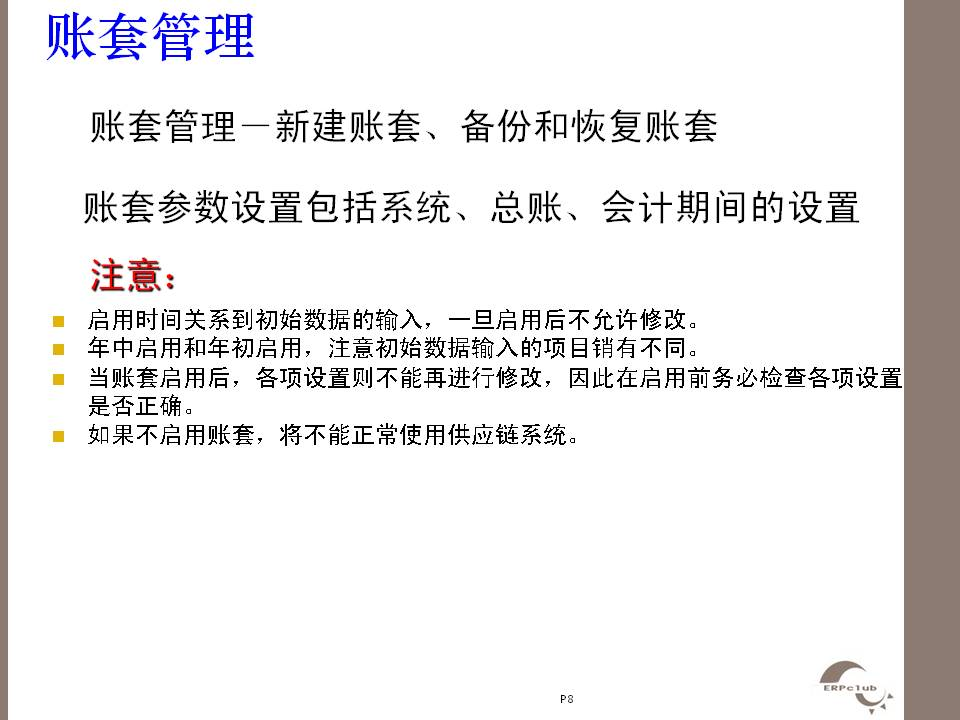 账套管理
账套管理－新建账套、备份和恢复账套
账套参数设置包括系统、总账、会计期间的设置
注意：
启用时间关系到初始数据的输入，一旦启用后不允许修改。
年中启用和年初启用，注意初始数据输入的项目销有不同。
当账套启用后，各项设置则不能再进行修改，因此在启用前务必检查各项设置
是否正确。
如果不启用账套，将不能正常使用供应链系统。
ERPclub
P8